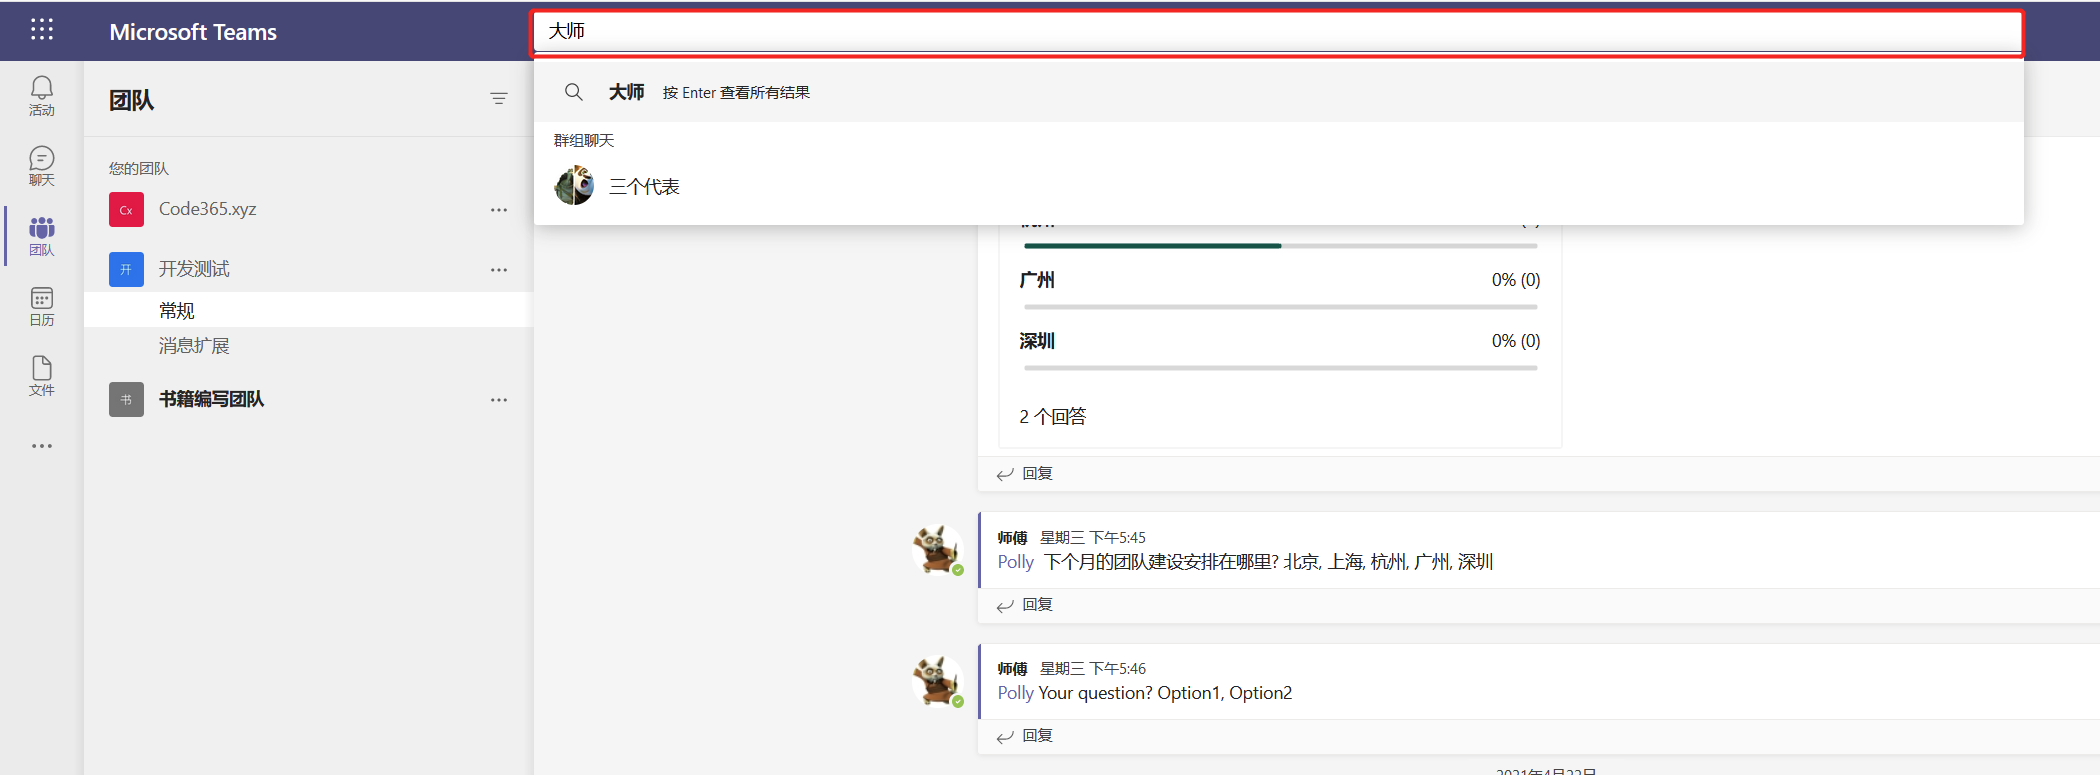 Microsoft Teams
大师
大师 按 Enter 查看所有结果
群组聊天
三个代表
活动
聊天
团队
日历
文件
团队
您的团队
Cx Code365.xyz
开 开发测试
常规
消息扩展
书 书籍编写团队
广州 0% (0)
深圳 0% (0)
2 个回答
回复
师傅 星期三 下午5:45
Polly 下个月的团队建设安排在哪里? 北京, 上海, 杭州, 广州, 深圳
回复
师傅 星期三 下午5:46
Polly Your question? Option1, Option2
回复